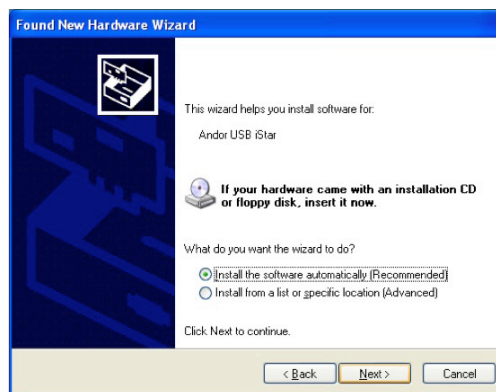 Found New Hardware Wizard
This wizard helps you install software for:
Andor USB iStar
If your hardware came with an installation CD
or floppy disk, insert it now.
What do you want the wizard to do?
Install the software automatically (Recommended)
Install from a list or specific location (Advanced)
Click Next to continue.
< Back Next > Cancel